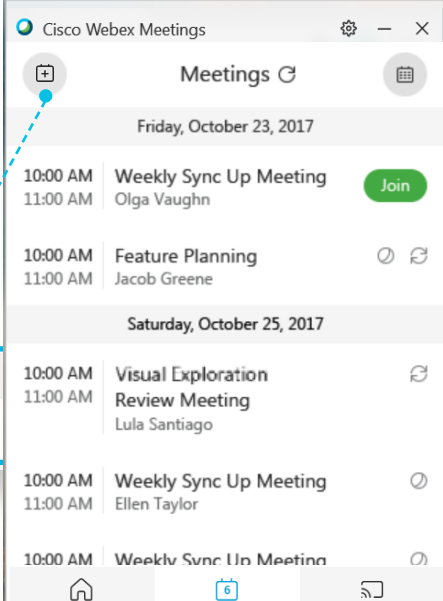 Cisco Webex Meetings
Meetings
Friday, October 23, 2017
10:00 AM Weekly Sync Up Meeting Join
11:00 AM Olga Vaughn
10:00 AM Feature Planning
11:00 AM Jacob Greene
Saturday, October 25, 2017
10:00 AM Visual Exploration
11:00 AM Review Meeting
Lula Santiago
10:00 AM Weekly Sync Up Meeting
11:00 AM Ellen Taylor
10:00 AM Weekly Sync Up Meeting
6